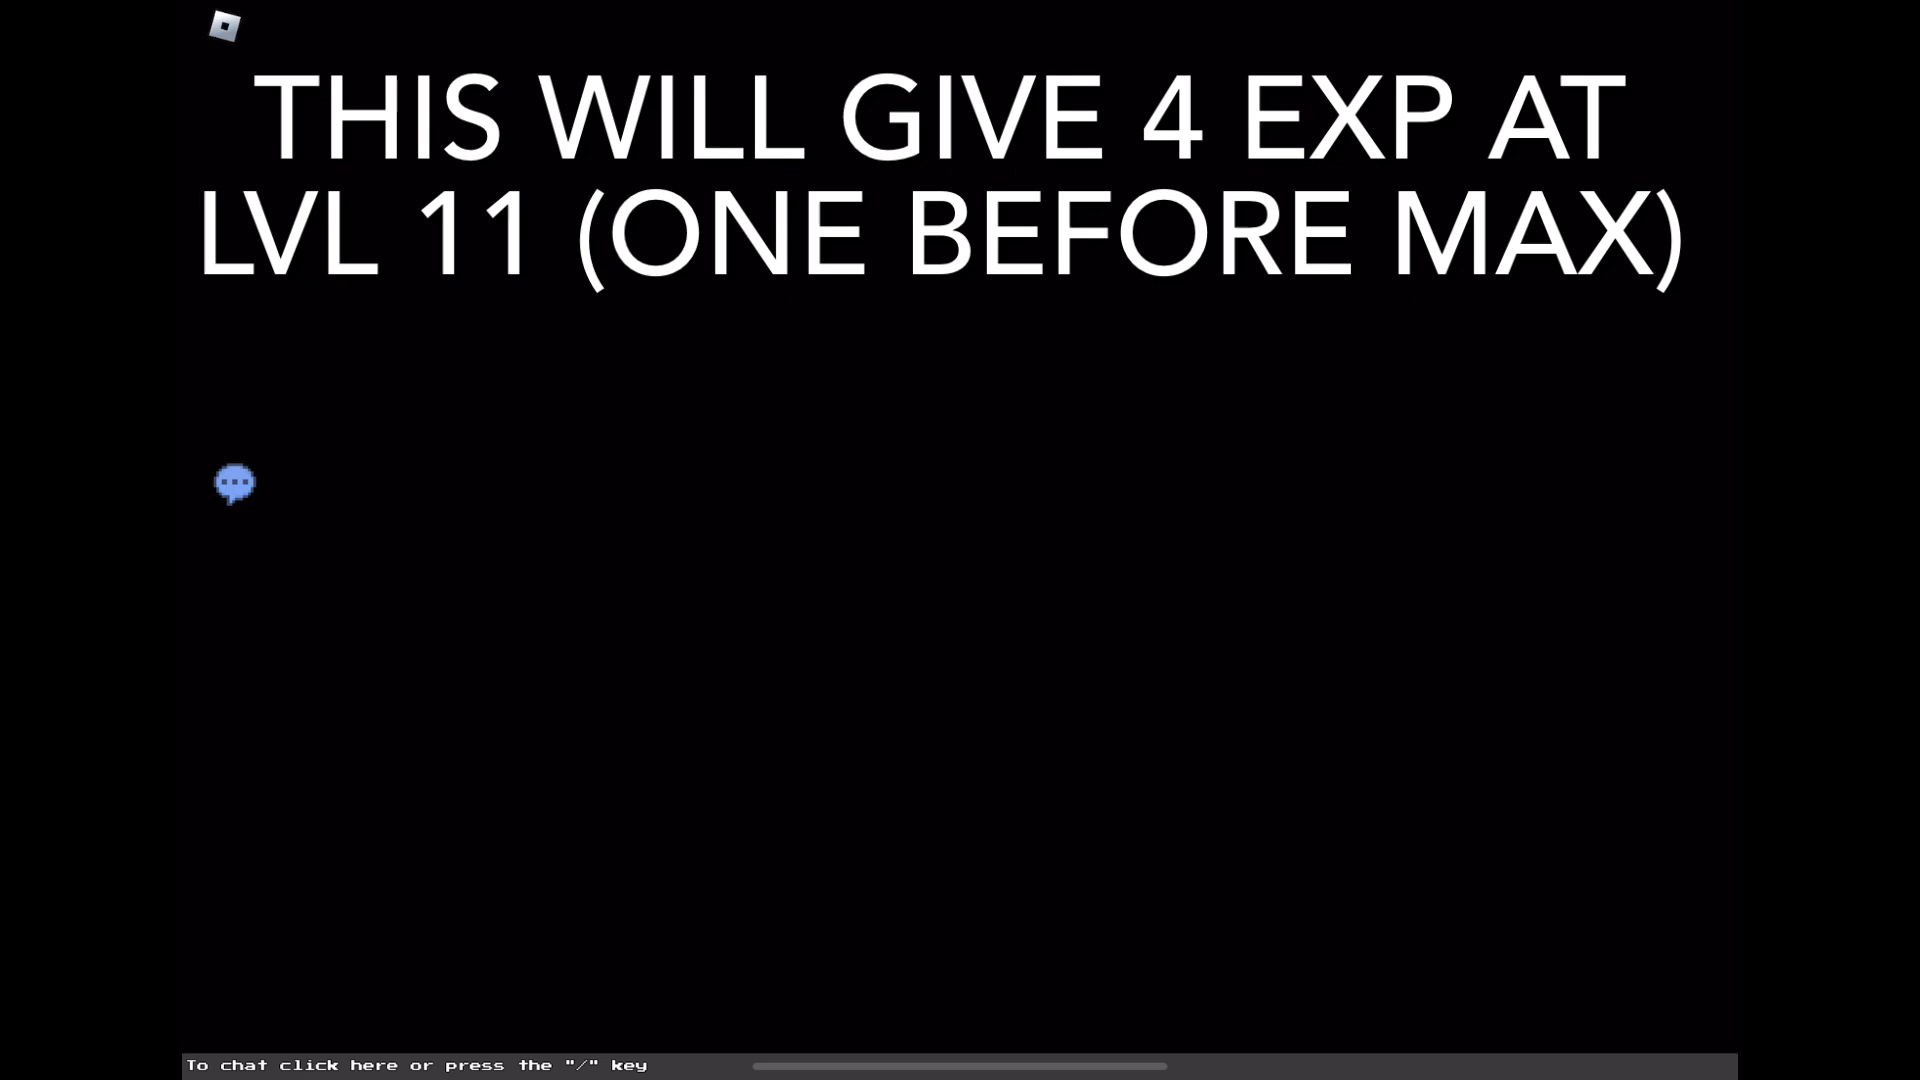 THIS WILL GIVE 4 EXP AT
LVL 11 (ONE BEFORE MAX)
To chat click here or press the "/" key